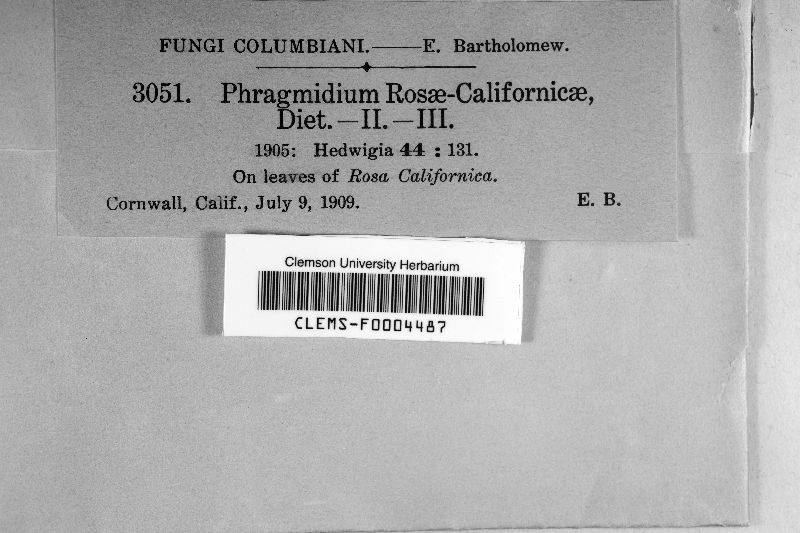 FUNGI COLUMBIANI.——E. Bartholomew.
3051. Phragmidium Rosæ-Californicæ,
Diet.—II.—III.
1905: Hedwigia 44 : 131.
On leaves of Rosa Californica.
Cornwall, Calif., July 9, 1909. E. B.
Clemson University Herbarium
CLEMS-F0004487